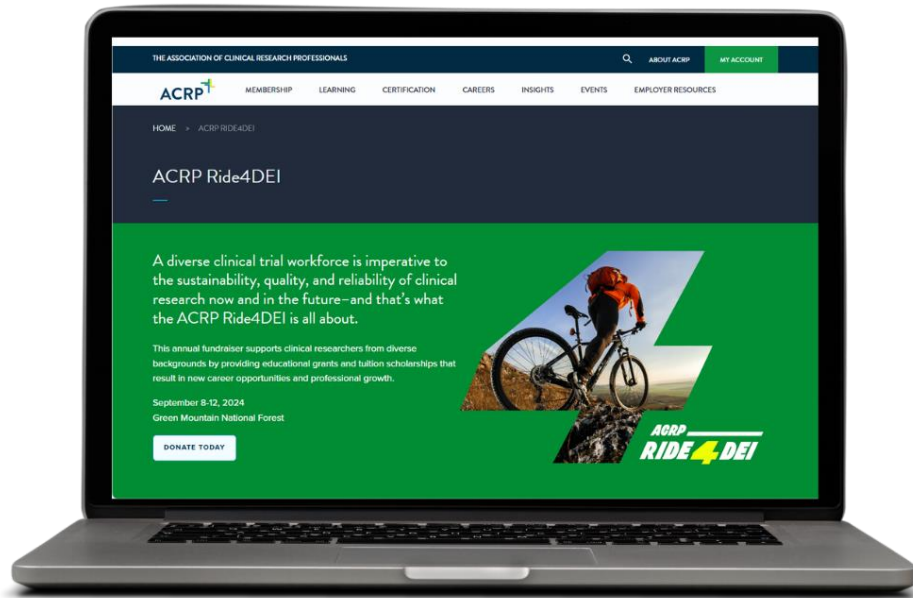 THE ASSOCIATION OF CLINICAL RESEARCH PROFESSIONALS
ABOUT ACRP
MY ACCOUNT
ACRP
MEMBERSHIP
LEARNING
CERTIFICATION
CAREERS
INSIGHTS
EVENTS
EMPLOYER RESOURCES
HOME > ACRP RIDE4DEI
ACRP Ride4DEI
A diverse clinical trial workforce is imperative to
the sustainability, quality, and reliability of clinical
research now and in the future–and that's what
the ACRP Ride4DEI is all about.
This annual fundraiser supports clinical researchers from diverse
backgrounds by providing educational grants and tuition scholarships that
result in new career opportunities and professional growth.
September 8-12, 2024
Green Mountain National Forest
DONATE TODAY
ACRP
RIDE 4 DEI